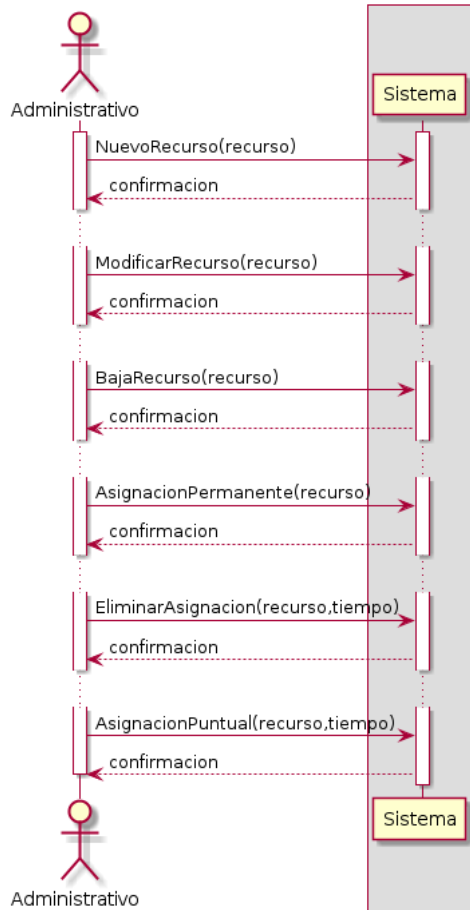 Administrativo
Sistema
NuevoRecurso(recurso)
confirmacion
ModificarRecurso(recurso)
confirmacion
BajaRecurso(recurso)
confirmacion
AsignacionPermanente(recurso)
confirmacion
EliminarAsignacion(recurso,tiempo)
confirmacion
AsignacionPuntual(recurso,tiempo)
confirmacion
Administrativo
Sistema